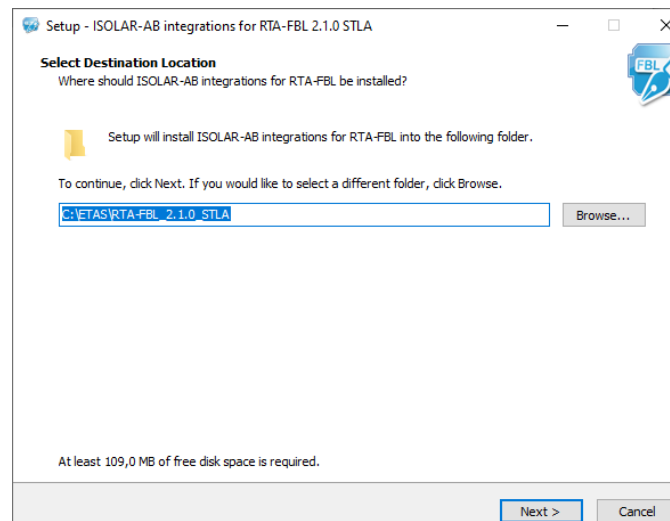 Setup - ISOLAR-AB integrations for RTA-FBL 2.1.0 STLA
Select Destination Location
Where should ISOLAR-AB integrations for RTA-FBL be installed?
FBL
Setup will install ISOLAR-AB integrations for RTA-FBL into the following folder.
To continue, click Next. If you would like to select a different folder, click Browse.
C:\ETAS\RTA-FBL_2.1.0_STLA
Browse...
At least 109,0 MB of free disk space is required.
Next >
Cancel